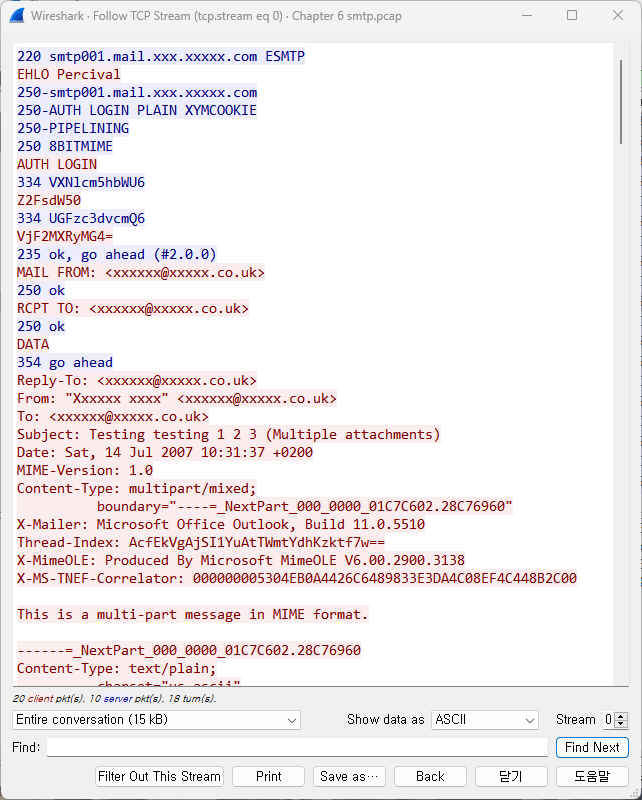 Wireshark · Follow TCP Stream (tcp.stream eq 0) · Chapter 6 smtp.pcap
220 smtp001.mail.xxx.xxxxx.com ESMTP
EHLO Percival
250-smtp001.mail.xxx.xxxxx.com
250-AUTH LOGIN PLAIN XYMCOOKIE
250-PIPELINING
250 8BITMIME
AUTH LOGIN
334 VXNlcm5hbWU6
Z2FsdW50
334 UGFzc3dvcmQ6
VjF2MXRyMG4=
235 ok, go ahead (#2.0.0)
MAIL FROM: <xxxxxx@xxxxx.co.uk>
250 ok
RCPT TO: <xxxxxx@xxxxx.co.uk>
250 ok
DATA
354 go ahead
Reply-To: <xxxxxx@xxxxx.co.uk>
From: "Xxxxxx xxxx" <xxxxxx@xxxxx.co.uk>
To: <xxxxxx@xxxxx.co.uk>
Subject: Testing testing 1 2 3 (Multiple attachments)
Date: Sat, 14 Jul 2007 10:31:37 +0200
MIME-Version: 1.0
Content-Type: multipart/mixed;
boundary="----=_NextPart_000_0000_01C7C602.28C76960"
X-Mailer: Microsoft Office Outlook, Build 11.0.5510
Thread-Index: AcfEkVgAjSI1YuAtTWmtYdhKzktf7w==
X-MimeOLE: Produced By Microsoft MimeOLE V6.00.2900.3138
X-MS-TNEF-Correlator: 000000005304EB0A4426C6489833E3DA4C08EF4C448B2C00
This is a multi-part message in MIME format.
------=_NextPart_000_0000_01C7C602.28C76960
Content-Type: text/plain;
charset="us-ascii"
20 client pkt(s), 10 server pkt(s), 18 turn(s).
Entire conversation (15 kB) Show data as ASCII Stream 0
Find: Find Next
Filter Out This Stream Print Save as… Back 닫기 도움말